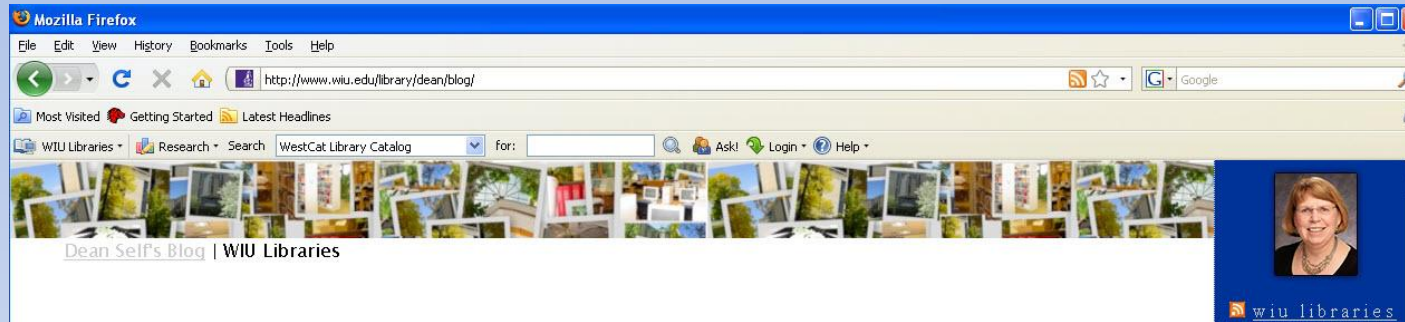 Mozilla Firefox
File Edit View History Bookmarks Tools Help
http://www.wiu.edu/library/dean/blog/ G Google
Most Visited Getting Started Latest Headlines
WIU Libraries Research Search WestCat Library Catalog for: Ask! Login Help
Dean Self's Blog | WIU Libraries
wiu libraries